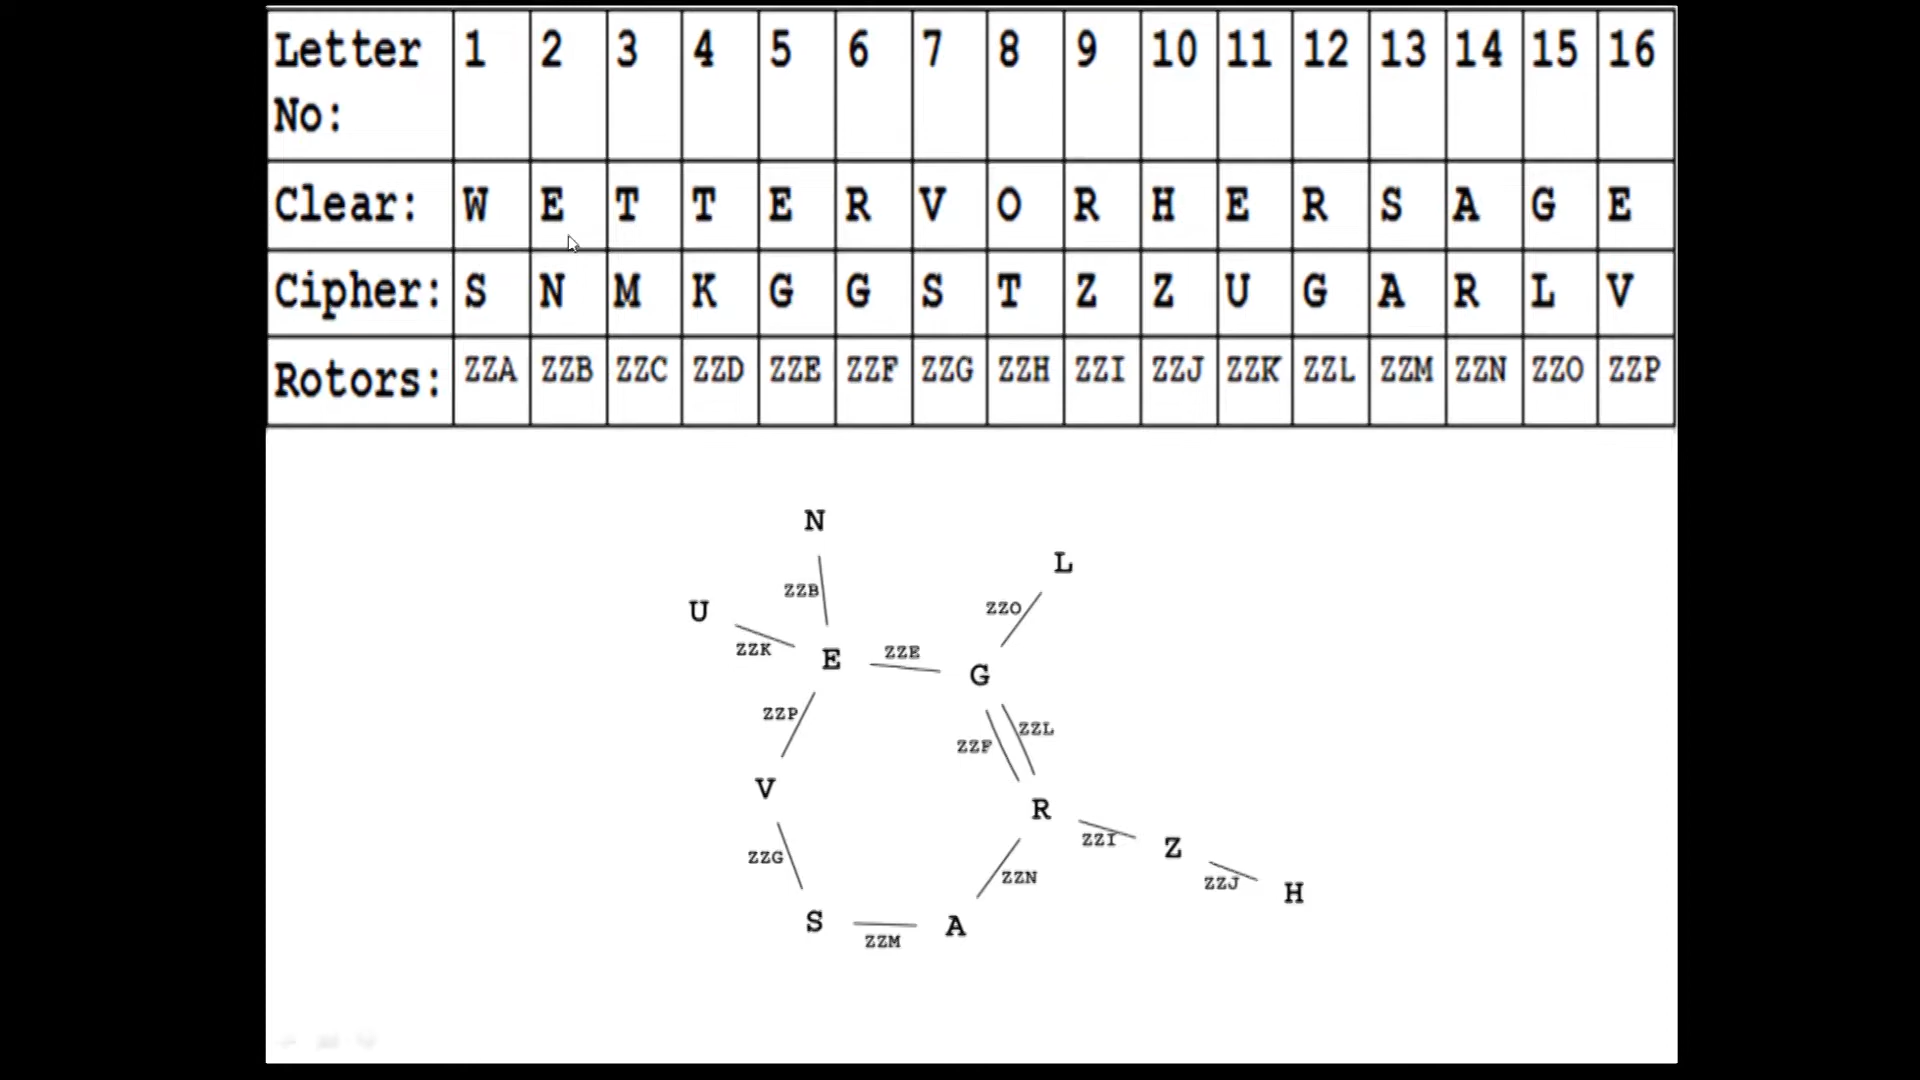 Letter No: 1 2 3 4 5 6 7 8 9 10 11 12 13 14 15 16
Clear: W E T T E R V O R H E R S A G E
Cipher: S N M K G G S T Z Z U G A R L V
Rotors: ZZA ZZB ZZC ZZD ZZE ZZF ZZG ZZH ZZI ZZJ ZZK ZZL ZZM ZZN ZZO ZZP
N
L
ZZB
ZZO
U
ZZK
E
ZZE
G
ZZP
ZZL
ZZF
V
R
ZZI
Z
ZZG
ZZN
ZZJ
H
S
A
ZZM